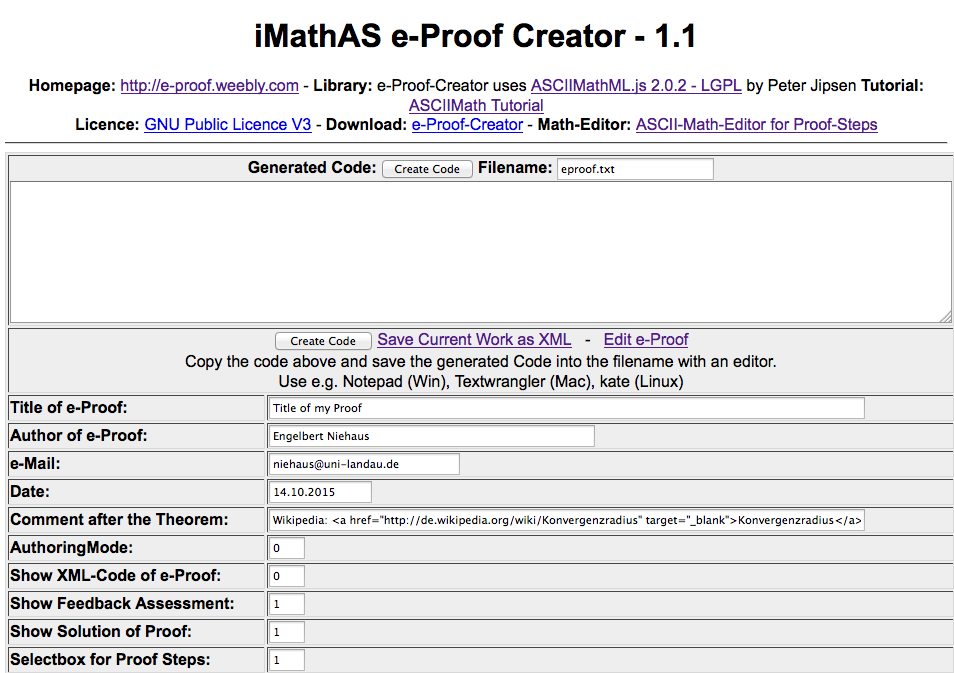 iMathAS e-Proof Creator - 1.1
Homepage: http://e-proof.weebly.com - Library: e-Proof-Creator uses ASCIIMathML.js 2.0.2 - LGPL by Peter Jipsen Tutorial:
ASCIIMath Tutorial
Licence: GNU Public Licence V3 - Download: e-Proof-Creator - Math-Editor: ASCII-Math-Editor for Proof-Steps
Generated Code: Create Code Filename: eproof.txt
Create Code Save Current Work as XML - Edit e-Proof
Copy the code above and save the generated Code into the filename with an editor.
Use e.g. Notepad (Win), Textwrangler (Mac), kate (Linux)
Title of e-Proof: Title of my Proof
Author of e-Proof: Engelbert Niehaus
e-Mail: niehaus@uni-landau.de
Date: 14.10.2015
Comment after the Theorem: Wikipedia: <a href="http://de.wikipedia.org/wiki/Konvergenzradius" target="_blank">Konvergenzradius</a>
AuthoringMode: 0
Show XML-Code of e-Proof: 0
Show Feedback Assessment: 1
Show Solution of Proof: 1
Selectbox for Proof Steps: 1